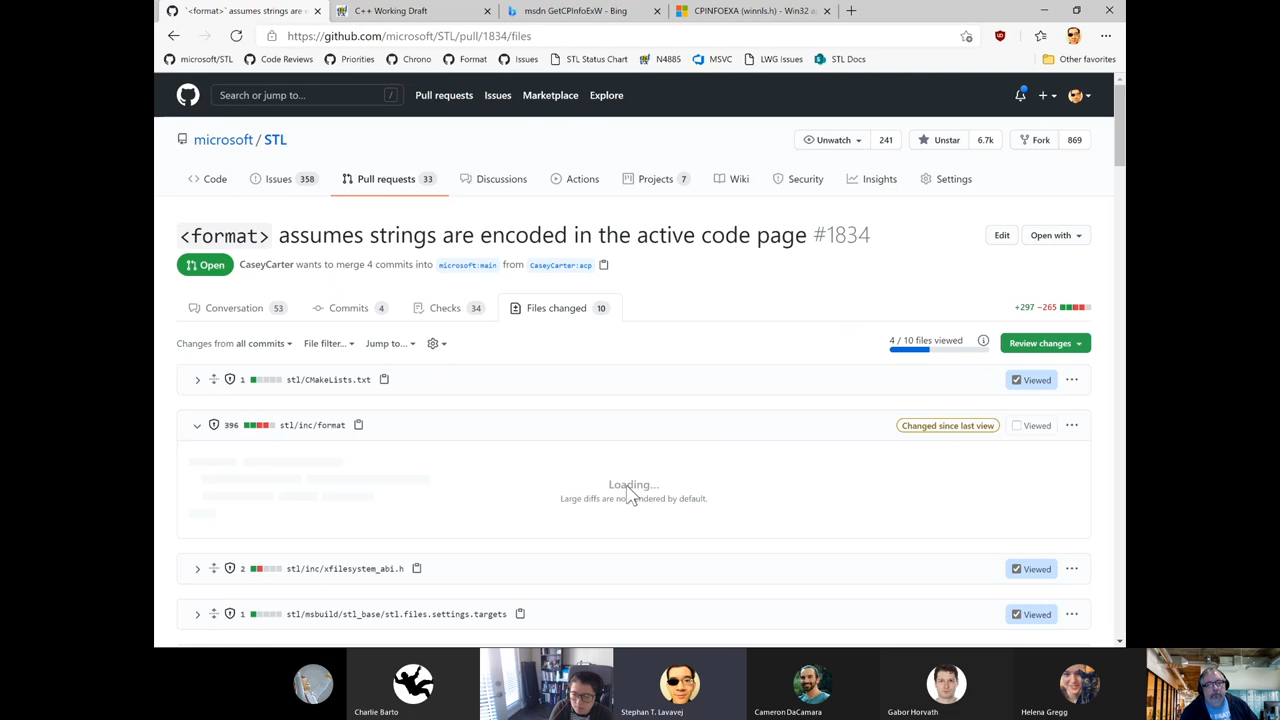 `<format>` assumes strings are e
C++ Working Draft
msdn GetCPInfoExW - Bing
CPINFOEXA (winnls.h) - Win32 a
https://github.com/microsoft/STL/pull/1834/files
microsoft/STL
Code Reviews
Priorities
Chrono
Format
Issues
STL Status Chart
N4885
MSVC
LWG Issues
STL Docs
Other favorites
Search or jump to...
/
Pull requests
Issues
Marketplace
Explore
microsoft / STL
Unwatch
241
Unstar
6.7k
Fork
869
Code
Issues 358
Pull requests 33
Discussions
Actions
Projects 7
Wiki
Security
Insights
Settings
<format> assumes strings are encoded in the active code page #1834
Edit
Open with
Open
CaseyCarter wants to merge 4 commits into microsoft:main from CaseyCarter:acp
Conversation 53
Commits 4
Checks 34
Files changed 10
+297 −265
Changes from all commits
File filter...
Jump to...
4 / 10 files viewed
Review changes
1 stl/CMakeLists.txt
Viewed
396 stl/inc/format
Changed since last view
Viewed
Loading...
Large diffs are not rendered by default.
2 stl/inc/xfilesystem_abi.h
Viewed
1 stl/msbuild/stl_base/stl.files.settings.targets
Viewed
Charlie Barto
Stephan T. Lavavej
Cameron DaCamara
Gabor Horvath
Helena Gregg